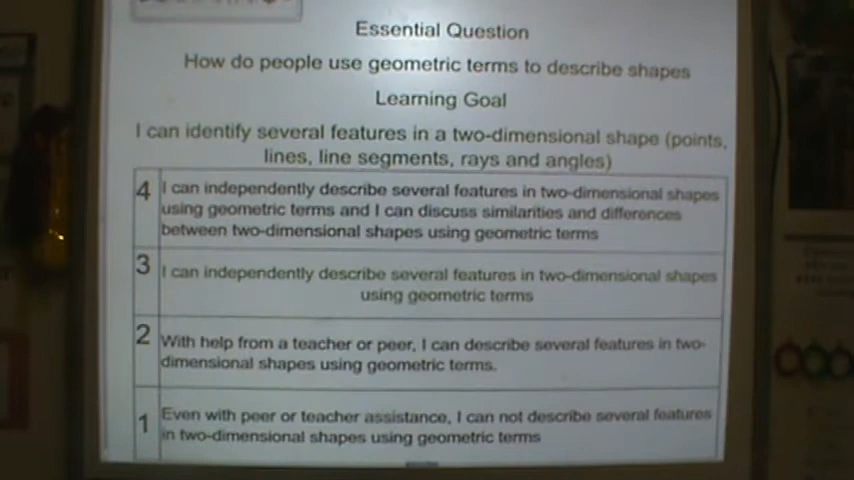 Essential Question
How do people use geometric terms to describe shapes
Learning Goal
I can identify several features in a two-dimensional shape (points,
lines, line segments, rays and angles)
4
I can independently describe several features in two-dimensional shapes
using geometric terms and I can discuss similarities and differences
between two-dimensional shapes using geometric terms
3
I can independently describe several features in two-dimensional shapes
using geometric terms
2
With help from a teacher or peer, I can describe several features in two-
dimensional shapes using geometric terms.
1
Even with peer or teacher assistance, I can not describe several features
in two-dimensional shapes using geometric terms